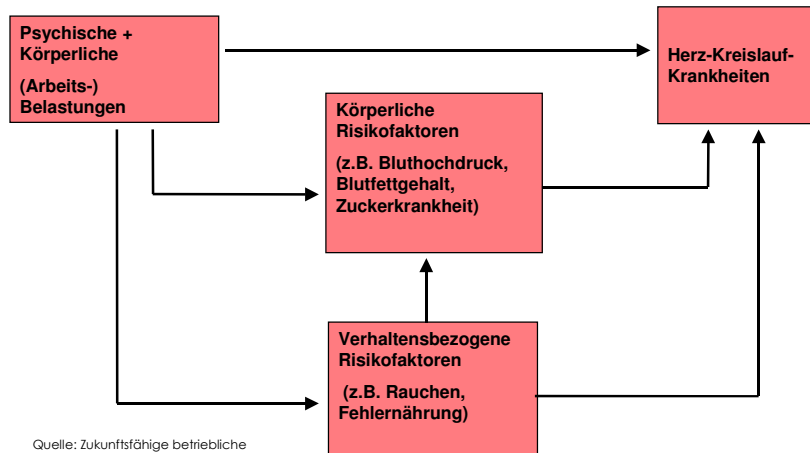 Psychische +
Körperliche
(Arbeits-)
Belastungen
Herz-Kreislauf-
Krankheiten
Körperliche
Risikofaktoren
(z.B. Bluthochdruck,
Blutfettgehalt,
Zuckerkrankheit)
Verhaltensbezogene
Risikofaktoren
(z.B. Rauchen,
Fehlernährung)
Quelle: Zukunftsfähige betriebliche